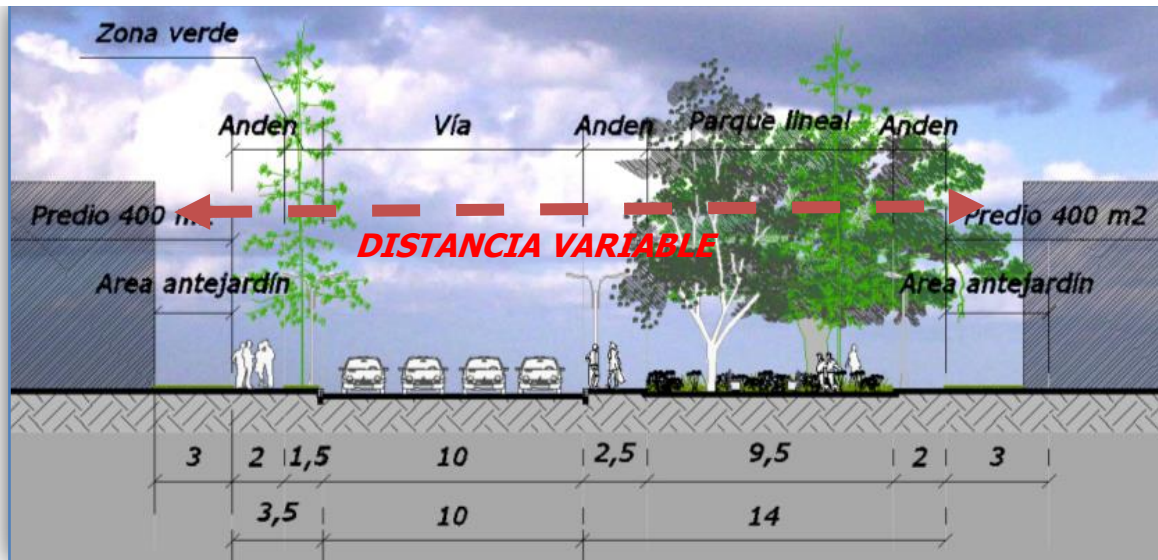 Zona verde
Anden
Vía
Anden
Parque lineal
Anden
Predio 400 m2
Predio 400 m2
DISTANCIA VARIABLE
Area antejardín
Area antejardín
3 2 1,5 10 2,5 9,5 2 3
3,5 10 14